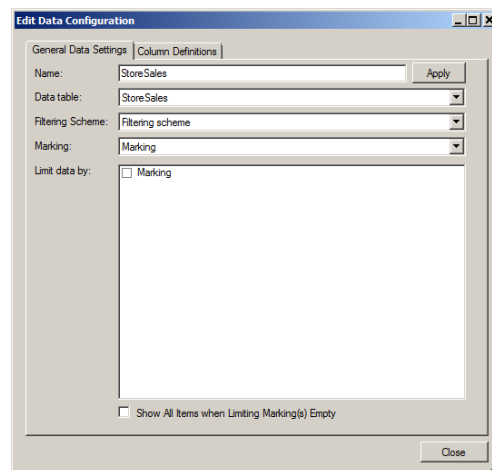 Edit Data Configuration
General Data Settings Column Definitions
Name: StoreSales Apply
Data table: StoreSales
Filtering Scheme: Filtering scheme
Marking: Marking
Limit data by: Marking
Show All Items when Limiting Marking(s) Empty
Close